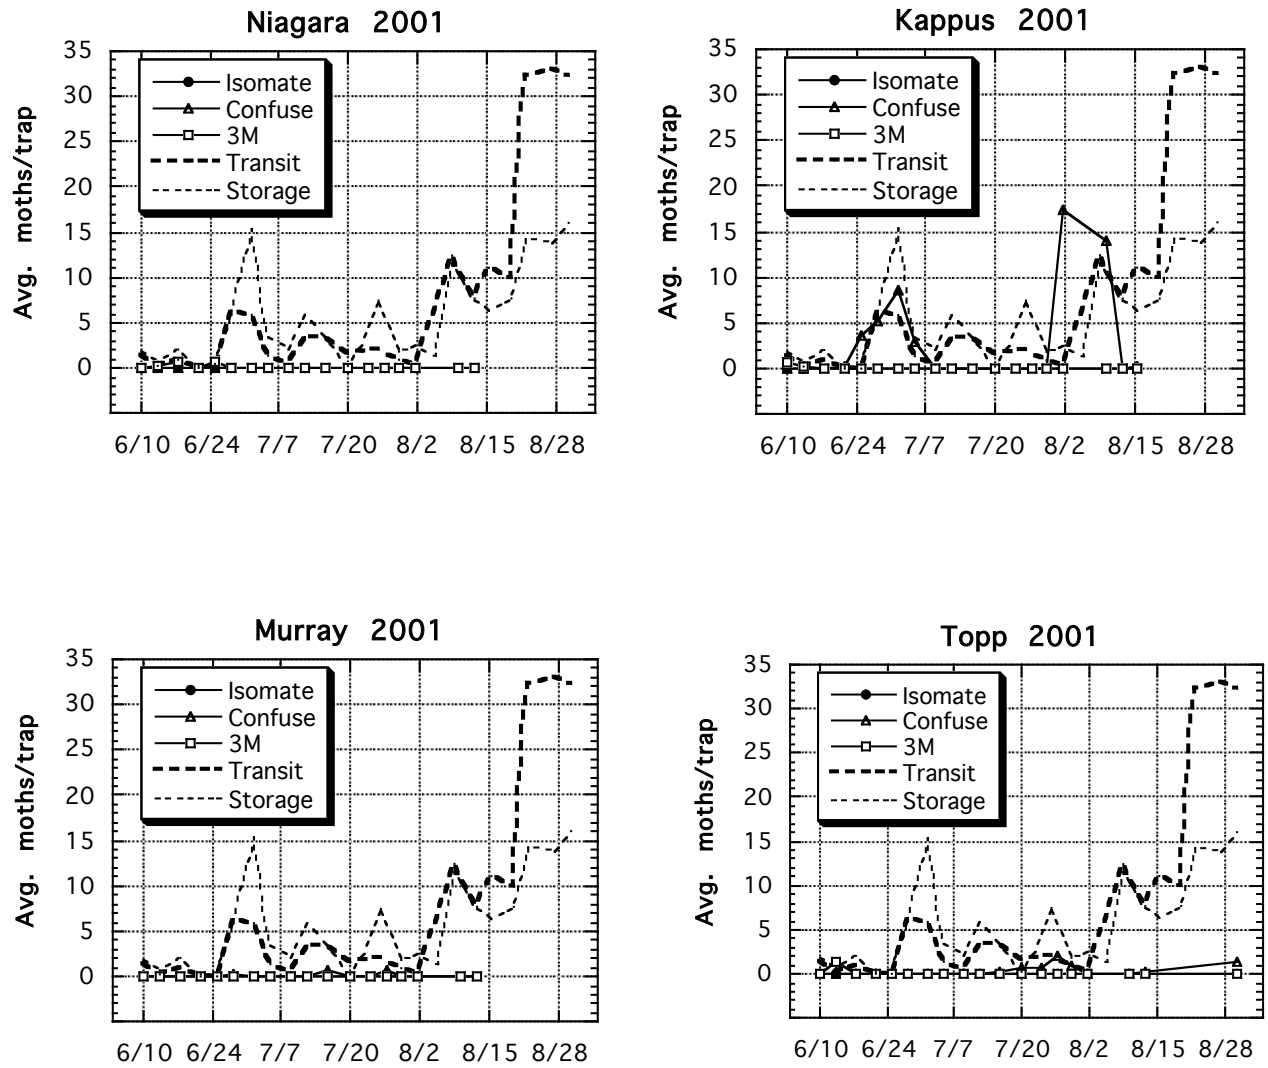 Niagara 2001
35
30
25
20
15
10
5
0
Avg. moths/trap
Isomate
Confuse
3M
Transit
Storage
6/10 6/24 7/7 7/20 8/2 8/15 8/28
Kappus 2001
35
30
25
20
15
10
5
0
Avg. moths/trap
Isomate
Confuse
3M
Transit
Storage
6/10 6/24 7/7 7/20 8/2 8/15 8/28
Murray 2001
35
30
25
20
15
10
5
0
Avg. moths/trap
Isomate
Confuse
3M
Transit
Storage
6/10 6/24 7/7 7/20 8/2 8/15 8/28
Topp 2001
35
30
25
20
15
10
5
0
Avg. moths/trap
Isomate
Confuse
3M
Transit
Storage
6/10 6/24 7/7 7/20 8/2 8/15 8/28